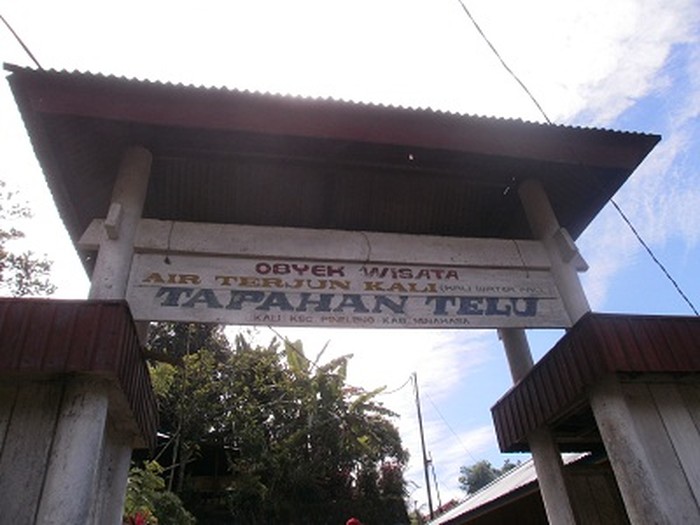 OBYEK WISATA
AIR TERJUN KALI (KALI WATER FALL)
TAPAHAN TELU
KALI KEC. PINELENG KAB. MINAHASA